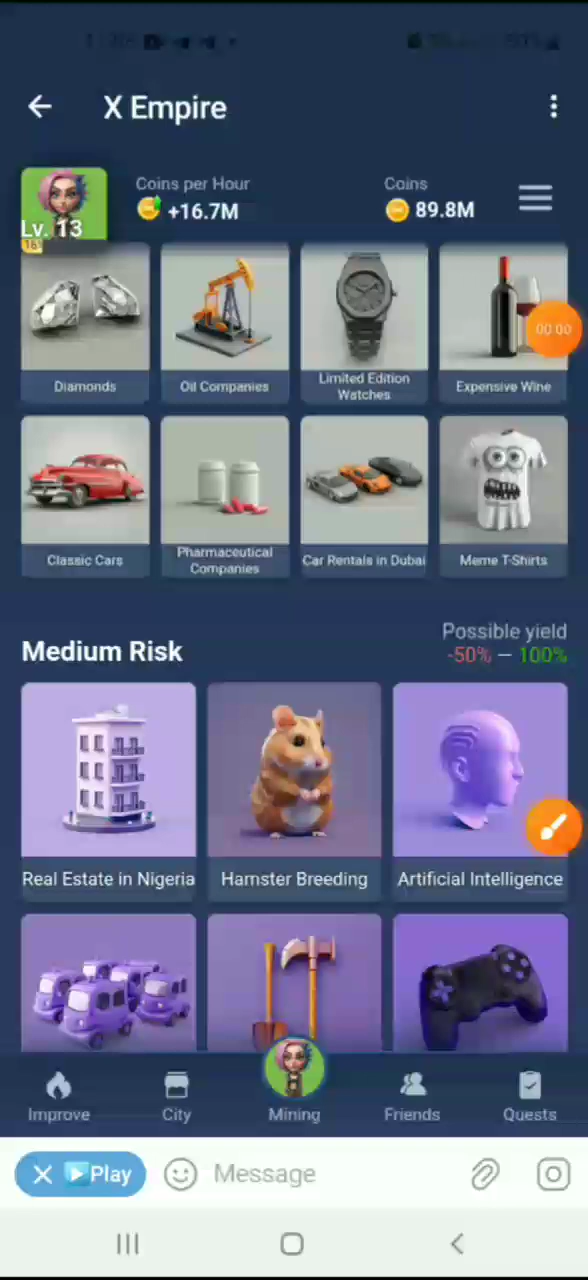 X Empire
Coins per Hour
+16.7M
Coins
89.8M
Lv. 13
Diamonds
Oil Companies
Limited Edition
Watches
Expensive Wine
00:00
Classic Cars
Pharmaceutical
Companies
Car Rentals in Dubai
Meme T-Shirts
Medium Risk
Possible yield
-50% — 100%
Real Estate in Nigeria
Hamster Breeding
Artificial Intelligence
Improve
City
Mining
Friends
Quests
Play
Message